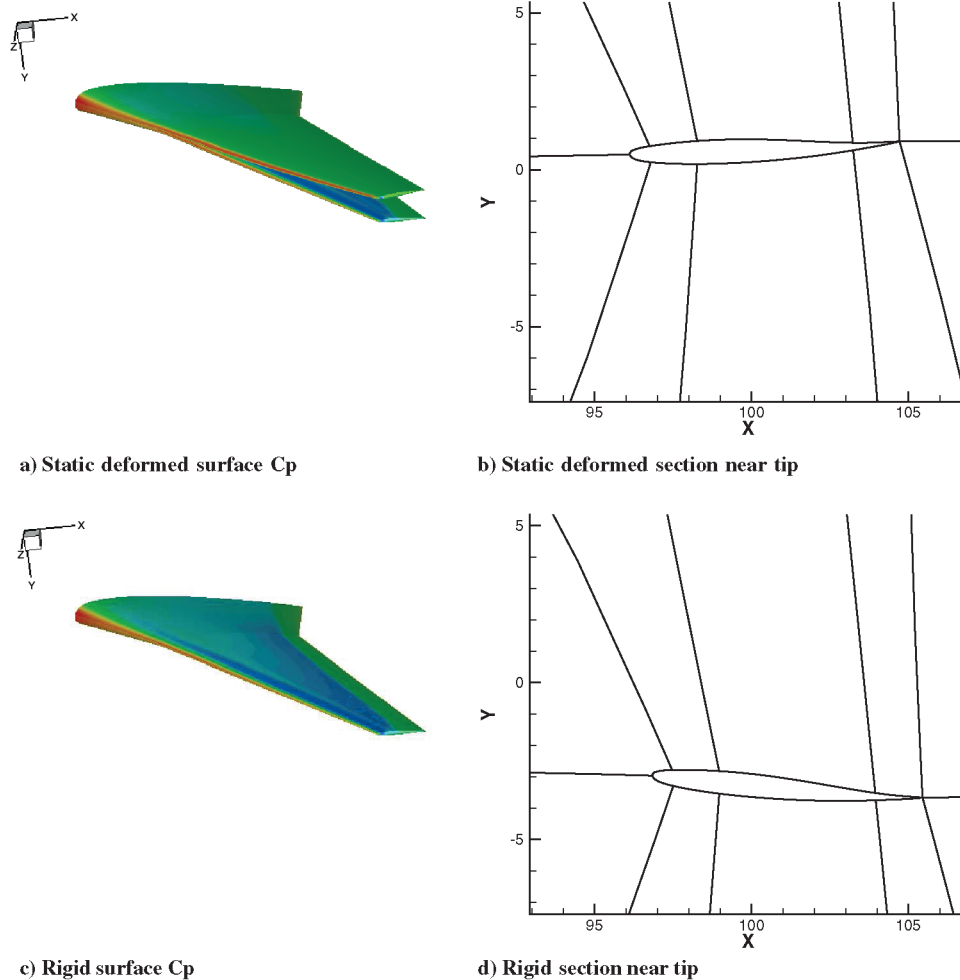 X
Z
Y
5
0
-5
Y
95
100
105
X
a) Static deformed surface Cp
b) Static deformed section near tip
X
Z
Y
5
0
-5
Y
95
100
105
X
c) Rigid surface Cp
d) Rigid section near tip